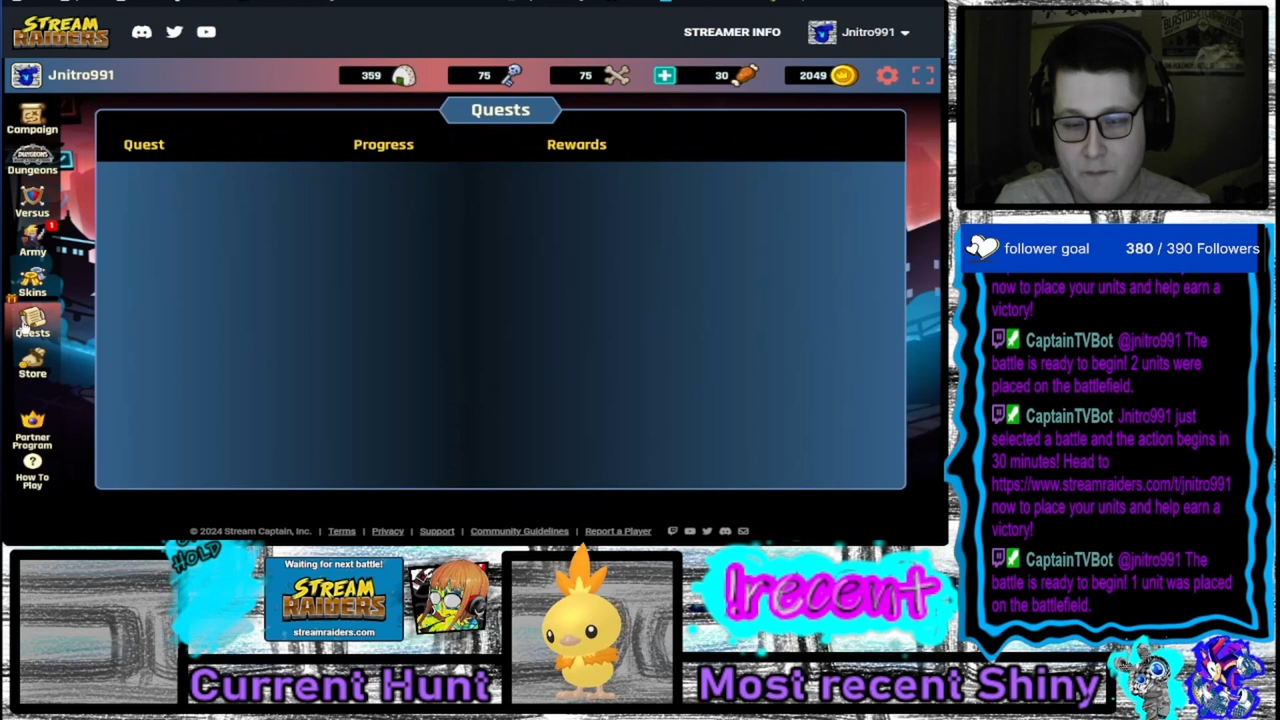 STREAM RAIDERS
STREAMER INFO
Jnitro991
Jnitro991
359
75
75
30
2049
Campaign
Dungeons
Versus
1
Army
Skins
Quests
Store
Partner
Program
?
How To
Play
Quests
Quest Progress Rewards
© 2024 Stream Captain, Inc. | Terms | Privacy | Support | Community Guidelines | Report a Player
follower goal 380 / 390 Followers
now to place your units and help earn a
victory!
CaptainTVBot @jnitro991 The
battle is ready to begin! 2 units were
placed on the battlefield.
CaptainTVBot Jnitro991 just
selected a battle and the action begins in
30 minutes! Head to
https://www.streamraiders.com/t/jnitro991
now to place your units and help earn a
victory!
CaptainTVBot @jnitro991 The
battle is ready to begin! 1 unit was placed
on the battlefield.
HOLD
Waiting for next battle!
STREAM
RAIDERS
streamraiders.com
!recent
Current Hunt
Most recent Shiny